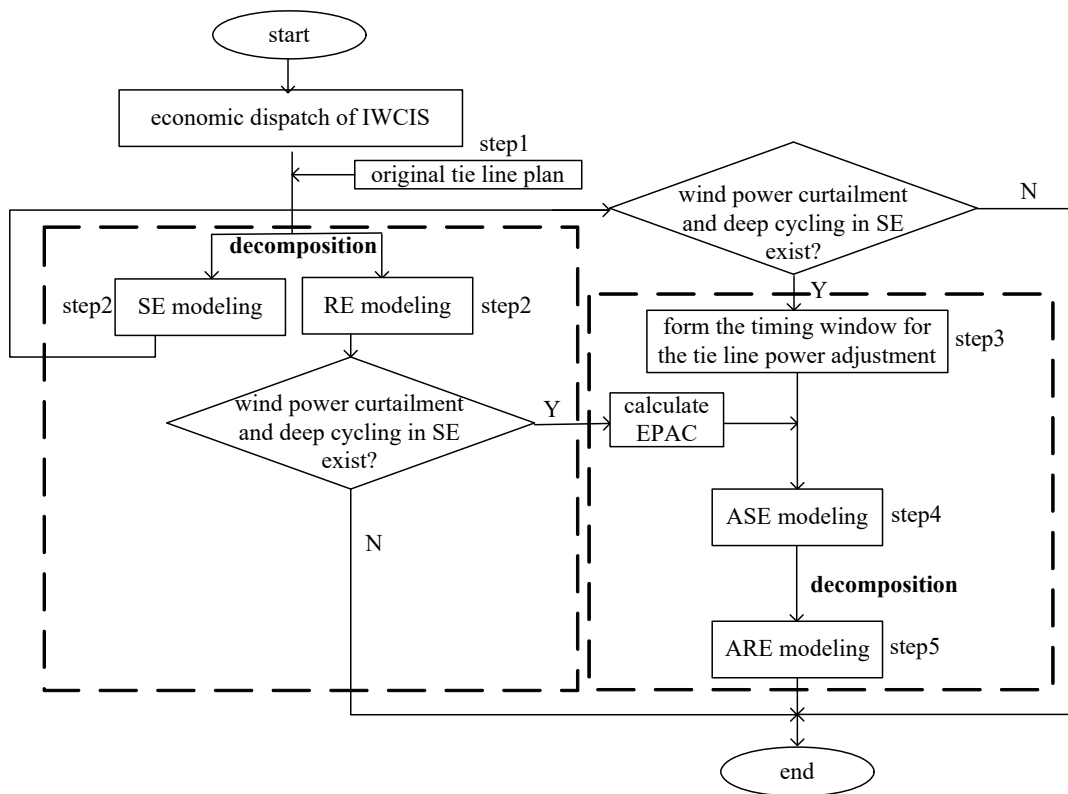 start
economic dispatch of IWCIS
step1
original tie line plan
wind power curtailment
and deep cycling in SE
exist?
N
Y
decomposition
step2
SE modeling
RE modeling
step2
form the timing window for
the tie line power adjustment
step3
wind power curtailment
and deep cycling in SE
exist?
Y
N
calculate
EPAC
ASE modeling
step4
decomposition
ARE modeling
step5
end